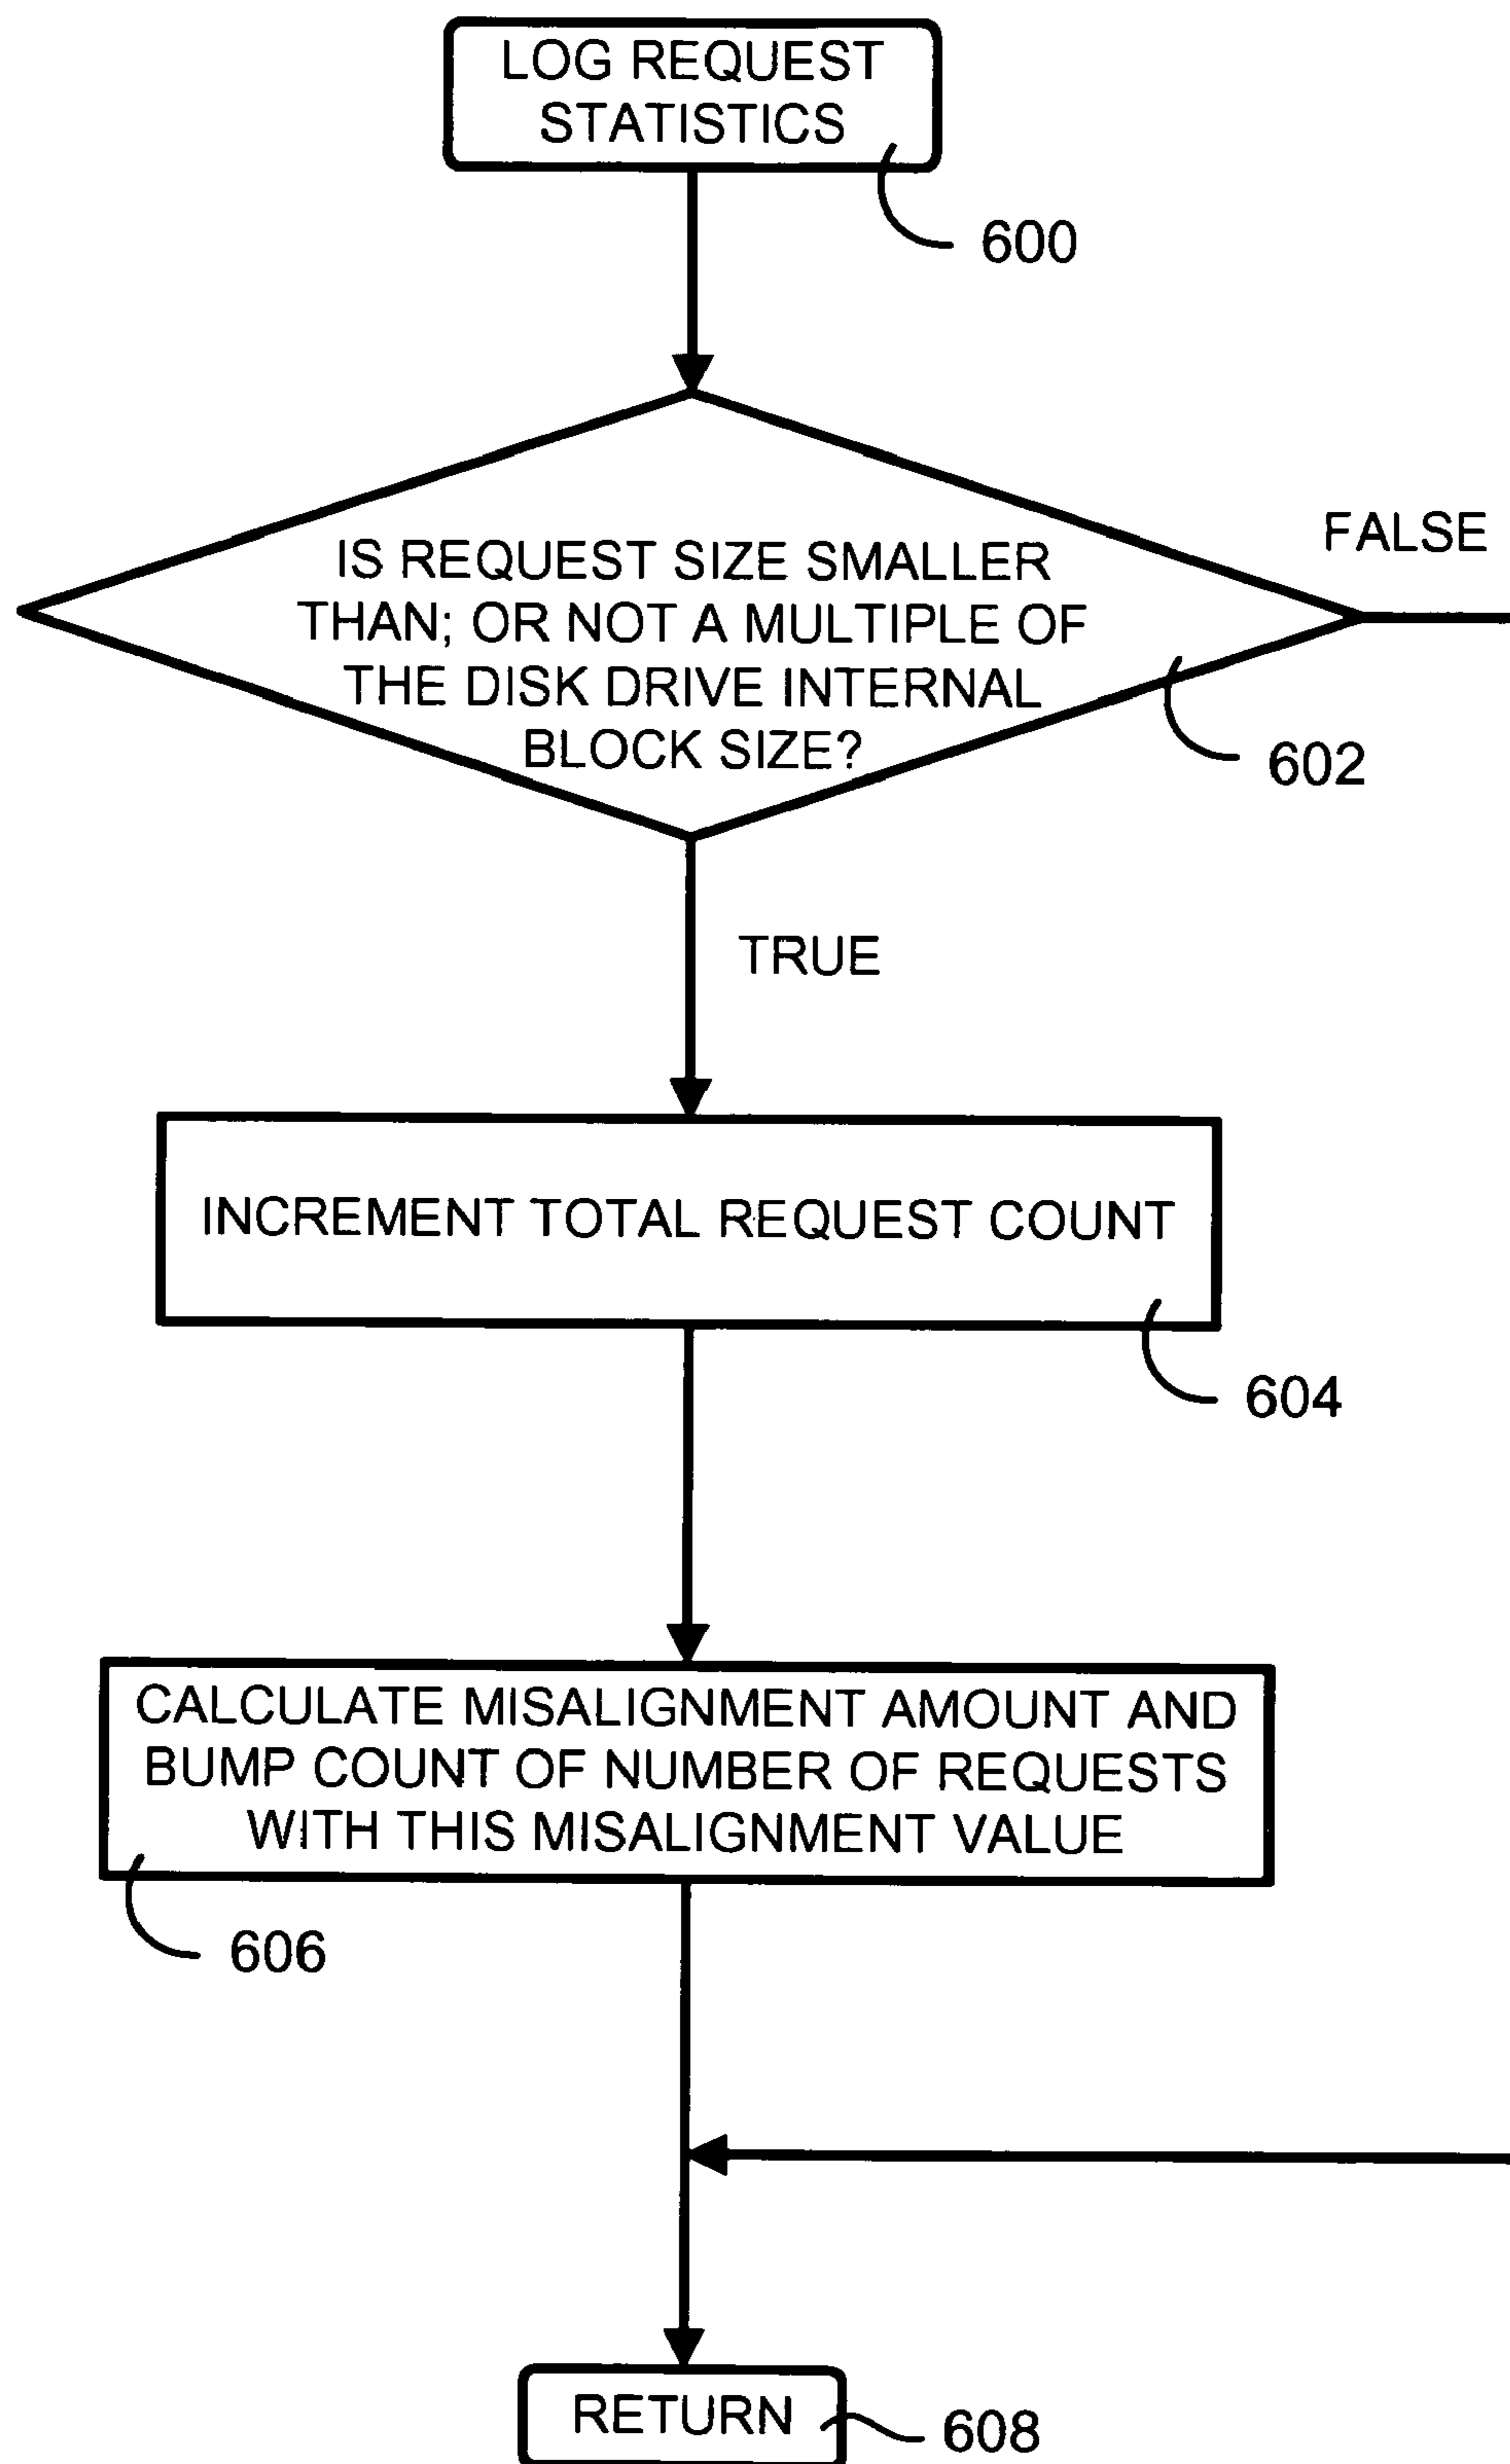 LOG REQUEST
STATISTICS
600
IS REQUEST SIZE SMALLER
THAN; OR NOT A MULTIPLE OF
THE DISK DRIVE INTERNAL
BLOCK SIZE?
FALSE
602
TRUE
INCREMENT TOTAL REQUEST COUNT
604
CALCULATE MISALIGNMENT AMOUNT AND
BUMP COUNT OF NUMBER OF REQUESTS
WITH THIS MISALIGNMENT VALUE
606
RETURN
608